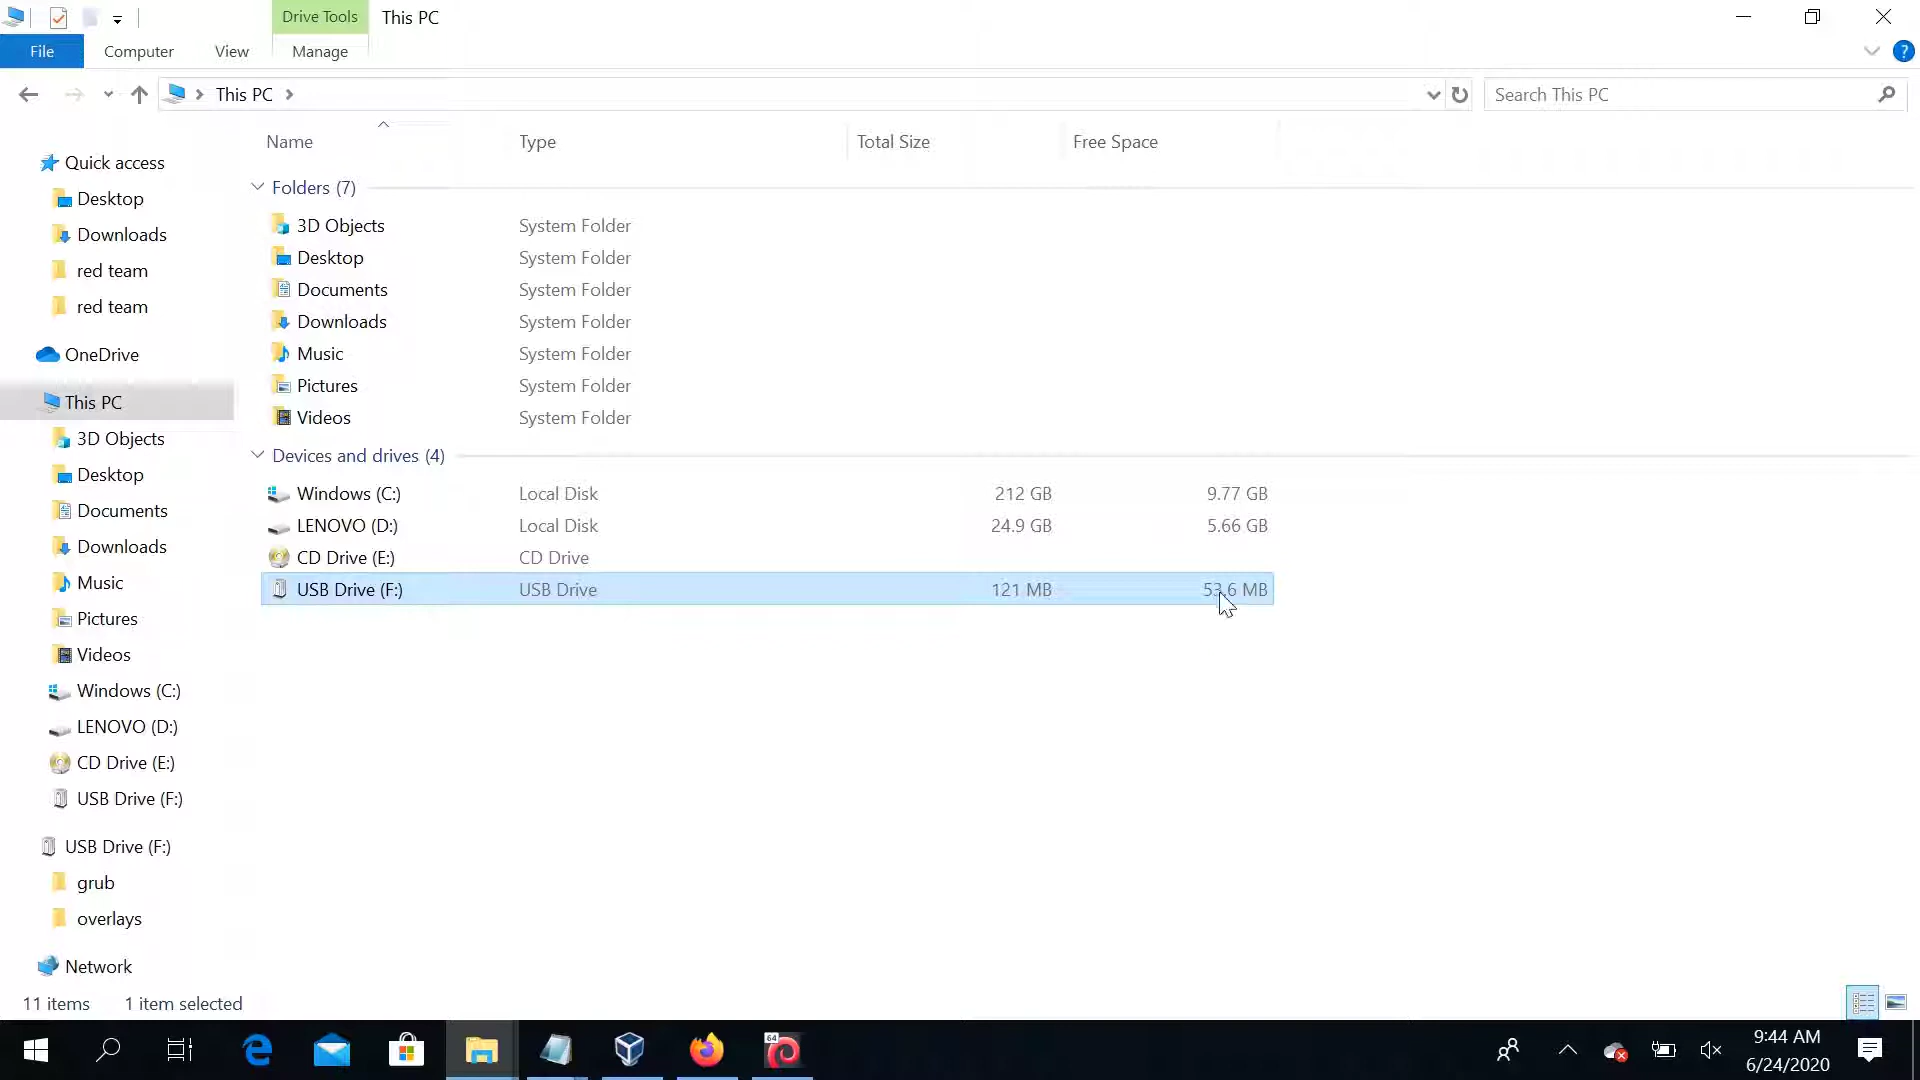 Drive Tools This PC
File Computer View Manage ?
This PC Search This PC
Name Type Total Size Free Space
Quick access
Desktop
Downloads
red team
red team
OneDrive
This PC
3D Objects
Desktop
Documents
Downloads
Music
Pictures
Videos
Windows (C:)
LENOVO (D:)
CD Drive (E:)
USB Drive (F:)
USB Drive (F:)
grub
overlays
Network
Folders (7)
3D Objects System Folder
Desktop System Folder
Documents System Folder
Downloads System Folder
Music System Folder
Pictures System Folder
Videos System Folder
Devices and drives (4)
Windows (C:) Local Disk 212 GB 9.77 GB
LENOVO (D:) Local Disk 24.9 GB 5.66 GB
CD Drive (E:) CD Drive
USB Drive (F:) USB Drive 121 MB 53.6 MB
11 items 1 item selected
64
9:44 AM
6/24/2020